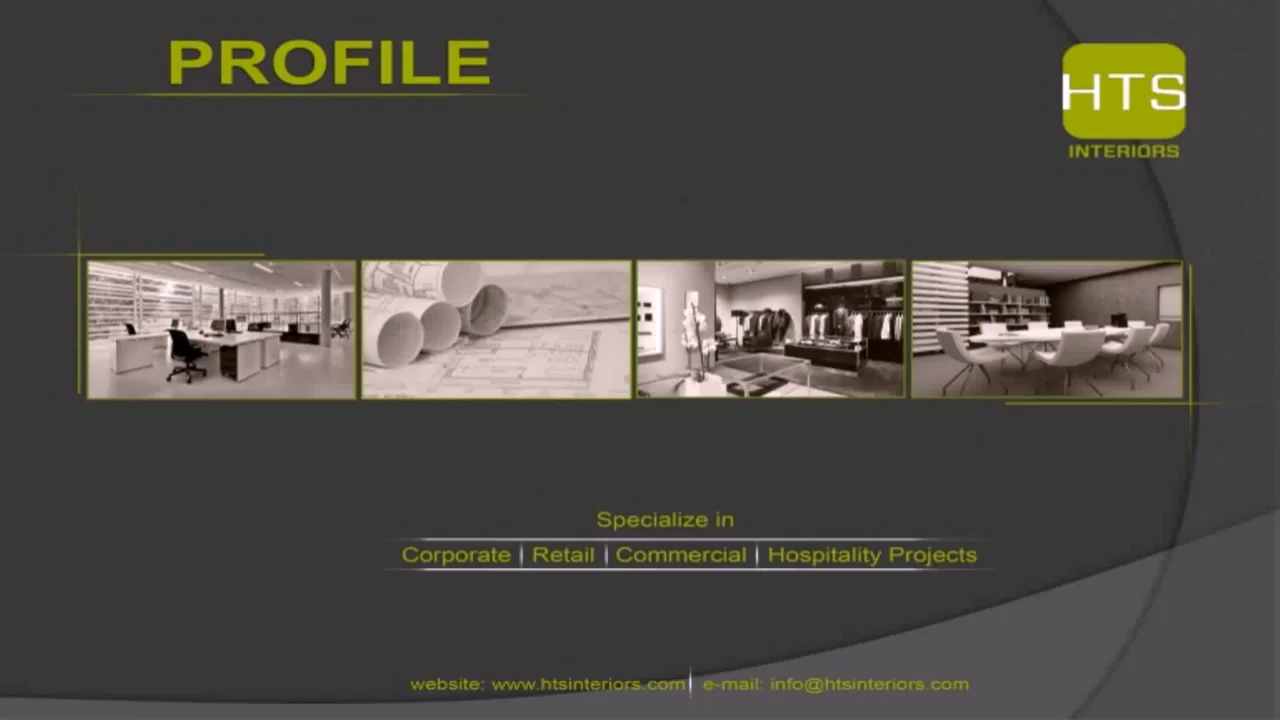 PROFILE
HTS
INTERIORS
Specialize in
Corporate | Retail | Commercial | Hospitality Projects
website: www.htsinteriors.com | e-mail: info@htsinteriors.com